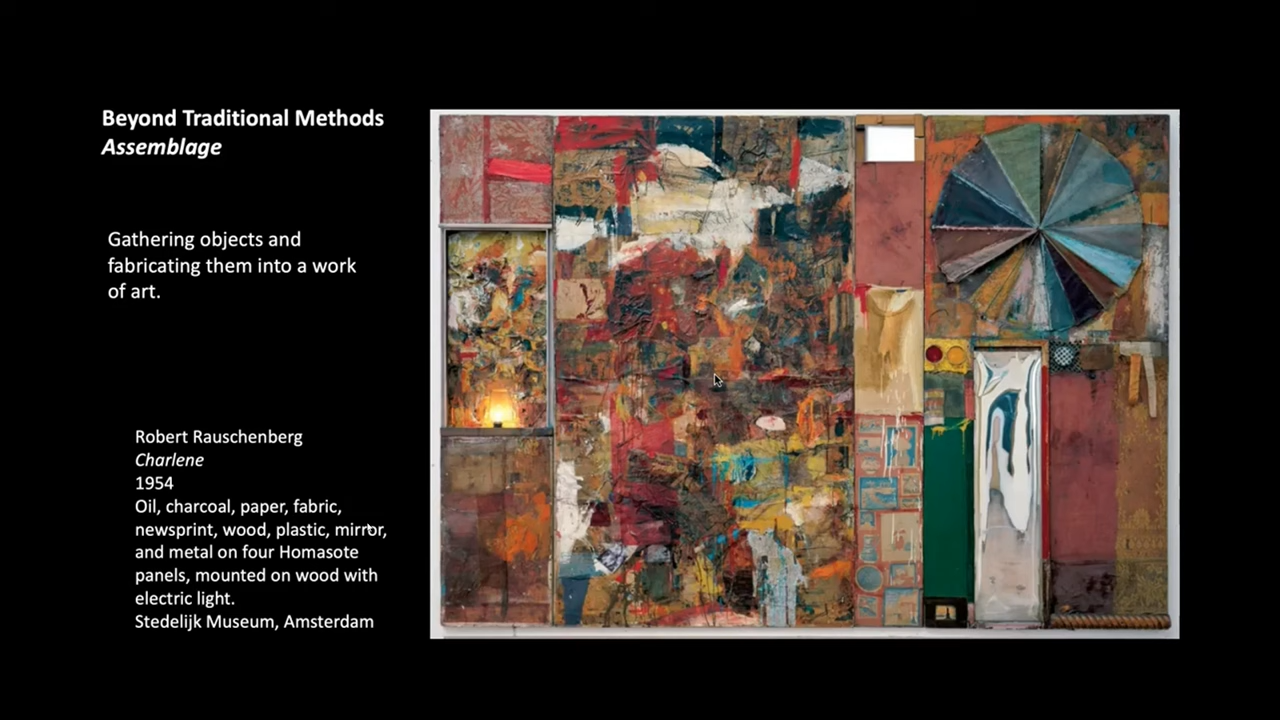 Beyond Traditional Methods
Assemblage
Gathering objects and
fabricating them into a work
of art.
Robert Rauschenberg
Charlene
1954
Oil, charcoal, paper, fabric,
newsprint, wood, plastic, mirror,
and metal on four Homasote
panels, mounted on wood with
electric light.
Stedelijk Museum, Amsterdam